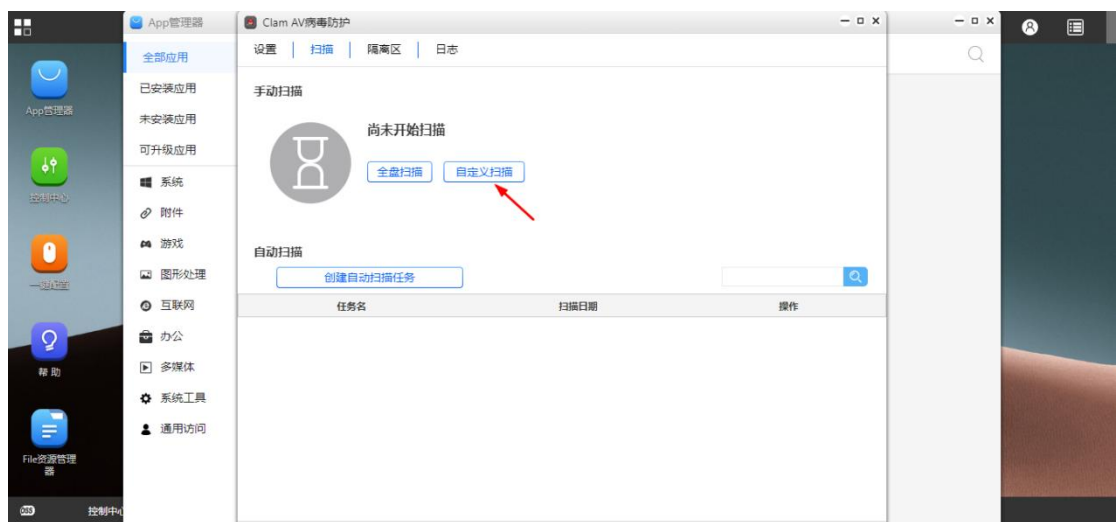 App管理器
Clam AV病毒防护
设置
扫描
隔离区
日志
全部应用
已安装应用
未安装应用
可升级应用
系统
附件
游戏
图形处理
互联网
办公
多媒体
系统工具
通用访问
手动扫描
尚未开始扫描
全盘扫描
自定义扫描
自动扫描
创建自动扫描任务
任务名
扫描日期
操作
App管理器
控制中心
一键配置
帮 助
File资源管理
器
控制中心